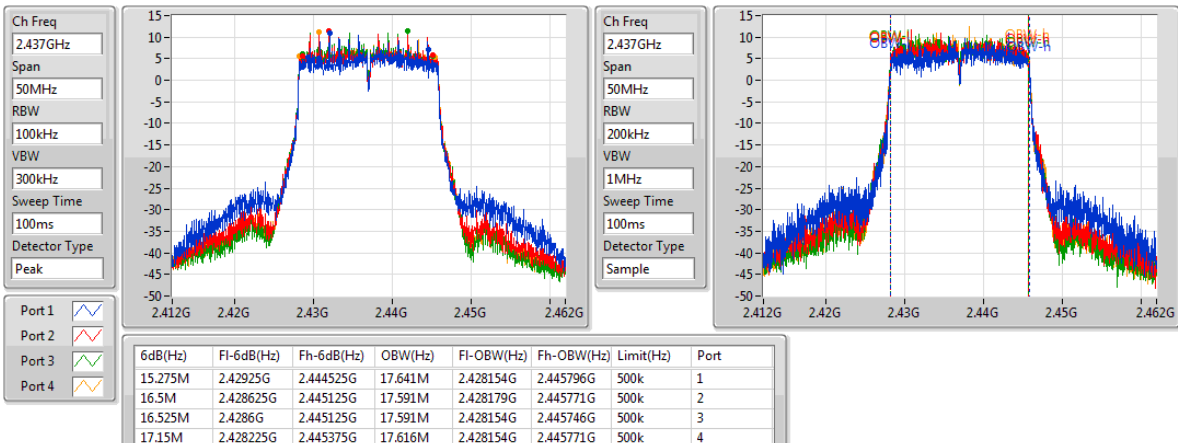 Ch Freq
2.437GHz
Span
50MHz
RBW
100kHz
VBW
300kHz
Sweep Time
100ms
Detector Type
Peak
Port 1
Port 2
Port 3
Port 4
15
10
5
0
-5
-10
-15
-20
-25
-30
-35
-40
-45
-50
2.412G 2.42G 2.43G 2.44G 2.45G 2.462G
Ch Freq
2.437GHz
Span
50MHz
RBW
200kHz
VBW
1MHz
Sweep Time
100ms
Detector Type
Sample
15
10
5
0
-5
-10
-15
-20
-25
-30
-35
-40
-45
-50
OBW-l OBW-h
2.412G 2.42G 2.43G 2.44G 2.45G 2.462G
6dB(Hz) Fl-6dB(Hz) Fh-6dB(Hz) OBW(Hz) Fl-OBW(Hz) Fh-OBW(Hz) Limit(Hz) Port
15.275M 2.42925G 2.444525G 17.641M 2.428154G 2.445796G 500k 1
16.5M 2.428625G 2.445125G 17.591M 2.428179G 2.445771G 500k 2
16.525M 2.4286G 2.445125G 17.591M 2.428154G 2.445746G 500k 3
17.15M 2.428225G 2.445375G 17.616M 2.428154G 2.445771G 500k 4